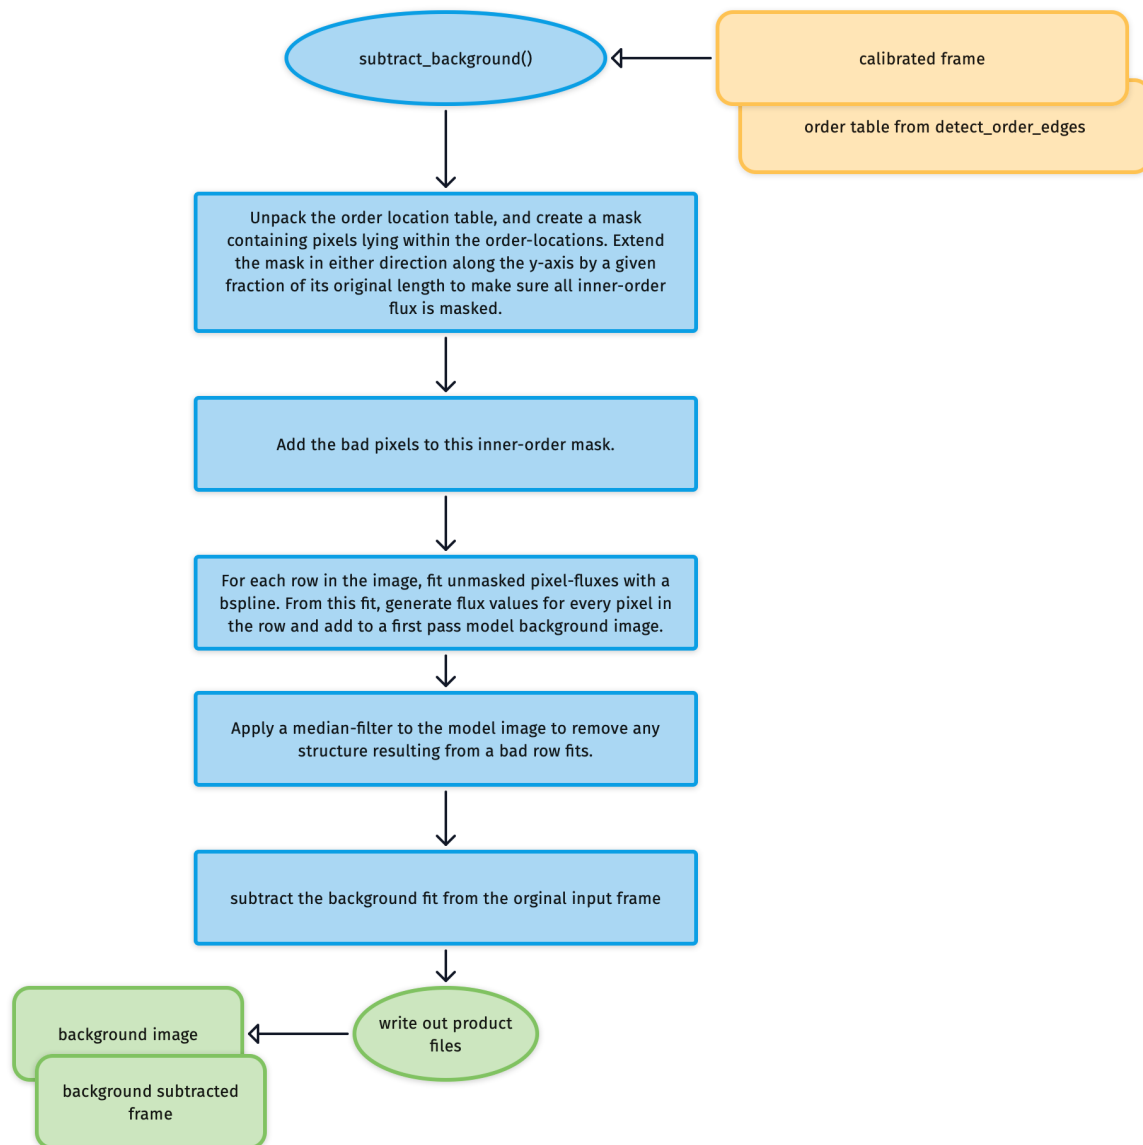 subtract_background()
calibrated frame
order table from detect_order_edges
Unpack the order location table, and create a mask
containing pixels lying within the order-locations. Extend
the mask in either direction along the y-axis by a given
fraction of its original length to make sure all inner-order
flux is masked.
Add the bad pixels to this inner-order mask.
For each row in the image, fit unmasked pixel-fluxes with a
bspline. From this fit, generate flux values for every pixel in
the row and add to a first pass model background image.
Apply a median-filter to the model image to remove any
structure resulting from a bad row fits.
subtract the background fit from the orginal input frame
write out product
files
background image
background subtracted
frame